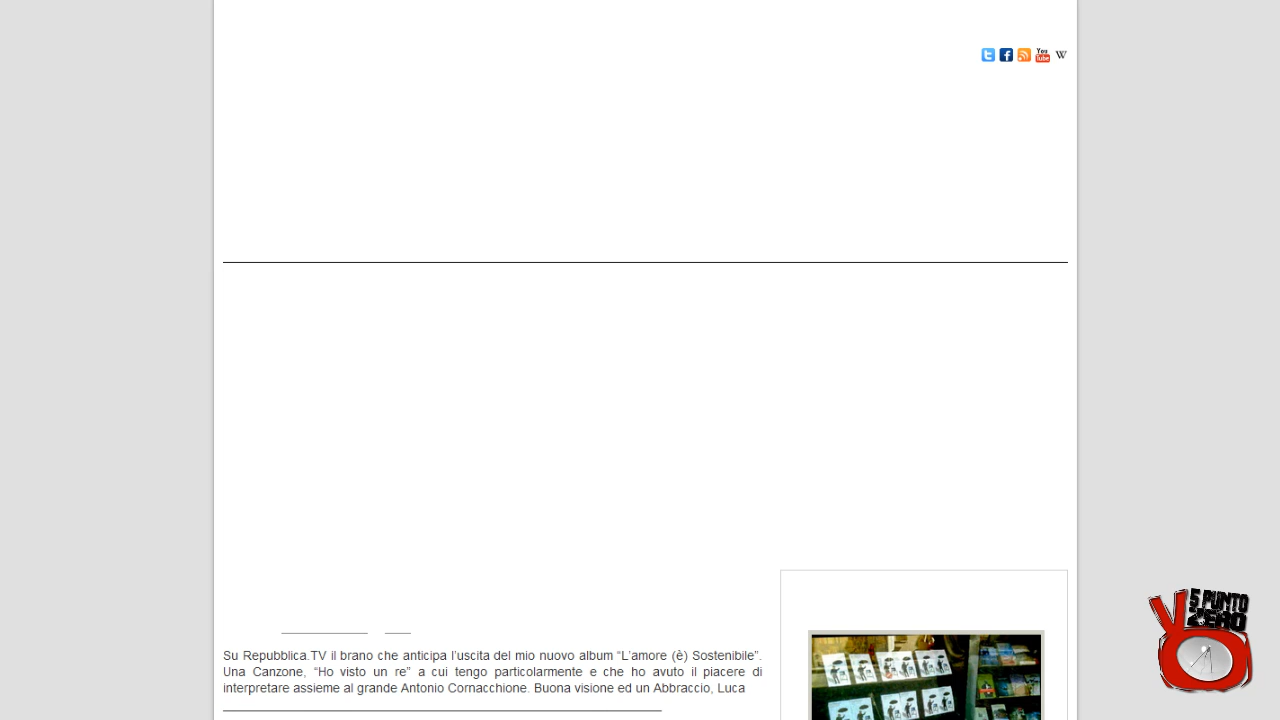 You
Tube
W
Su Repubblica.TV il brano che anticipa l’uscita del mio nuovo album “L’amore (è) Sostenibile”.
Una Canzone, “Ho visto un re” a cui tengo particolarmente e che ho avuto il piacere di
interpretare assieme al grande Antonio Cornacchione. Buona visione ed un Abbraccio, Luca
5 PUNTO
ZERO